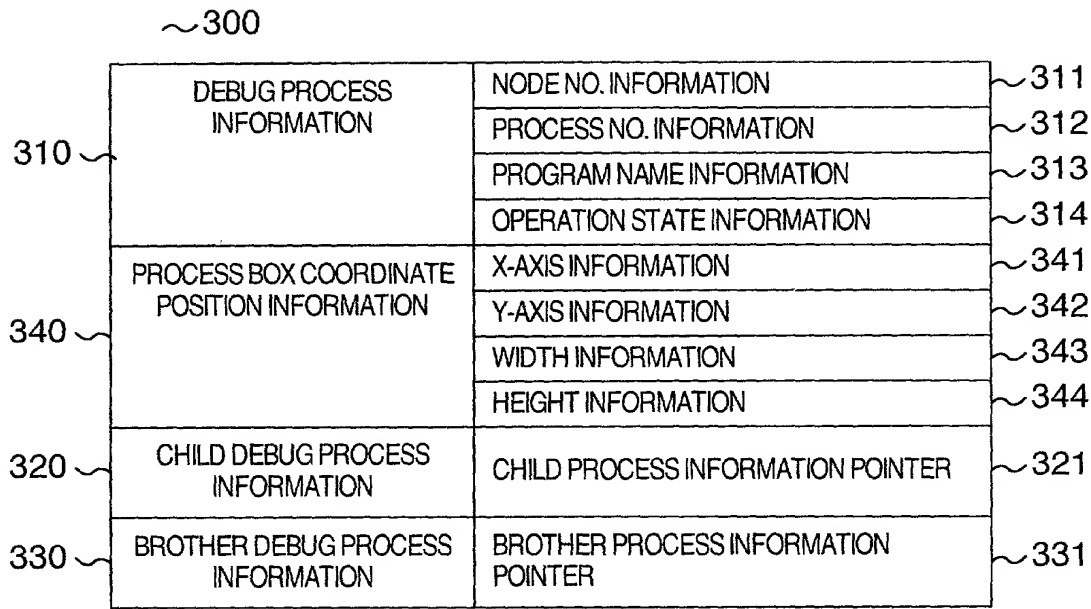 300
DEBUG PROCESS
INFORMATION
310
NODE NO. INFORMATION
311
PROCESS NO. INFORMATION
312
PROGRAM NAME INFORMATION
313
OPERATION STATE INFORMATION
314
PROCESS BOX COORDINATE
POSITION INFORMATION
340
X-AXIS INFORMATION
341
Y-AXIS INFORMATION
342
WIDTH INFORMATION
343
HEIGHT INFORMATION
344
320
CHILD DEBUG PROCESS
INFORMATION
CHILD PROCESS INFORMATION POINTER
321
330
BROTHER DEBUG PROCESS
INFORMATION
BROTHER PROCESS INFORMATION
POINTER
331